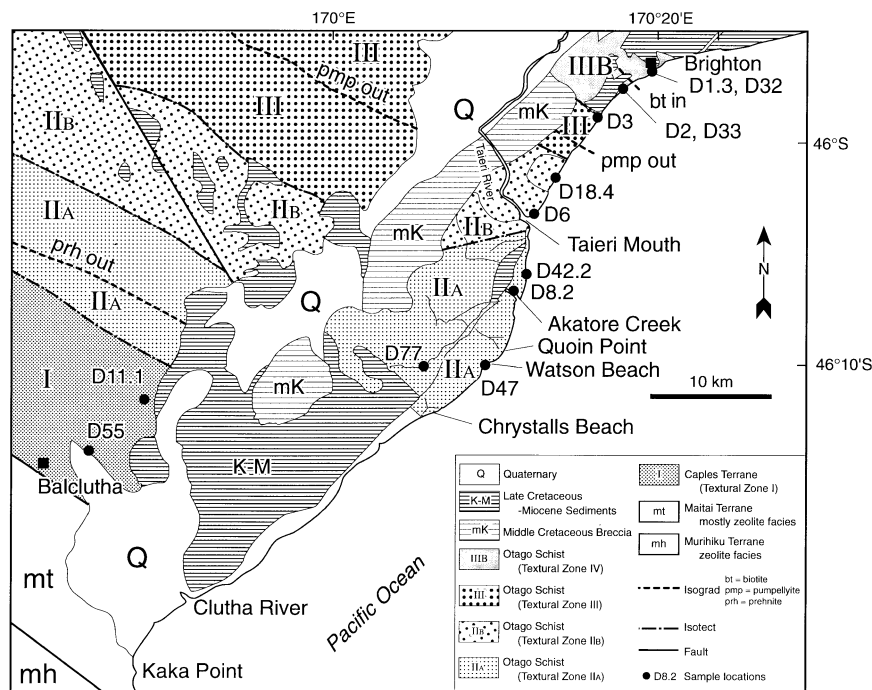 170°E
170°20'E
III
pmp out
III
IIIB
Brighton
D1.3, D32
bt in
Q
mK
D3
D2, D33
IIB
III
46°S
pmp out
Taieri River
D18.4
IIA
IIB
IIB
D6
mK
Taieri Mouth
prh out
IIA
IIA
D42.2
D8.2
N
Q
Akatore Creek
Quoin Point
D77
IIA
Watson Beach
46°10'S
I
D11.1
mK
D47
10 km
D55
Chrystalls Beach
K-M
Balclutha
Q
mt
Clutha River
Pacific Ocean
mh
Kaka Point
Q Quaternary
K-M Late Cretaceous
-Miocene Sediments
mK Middle Cretaceous Breccia
IIIB Otago Schist
(Textural Zone IV)
III Otago Schist
(Textural Zone III)
IIB Otago Schist
(Textural Zone IIB)
IIA Otago Schist
(Textural Zone IIA)
I Caples Terrane
(Textural Zone I)
mt Maitai Terrane
mostly zeolite facies
mh Murihiku Terrane
zeolite facies
Isograd
bt = biotite
pmp = pumpellyite
prh = prehnite
Isotect
Fault
D8.2 Sample locations